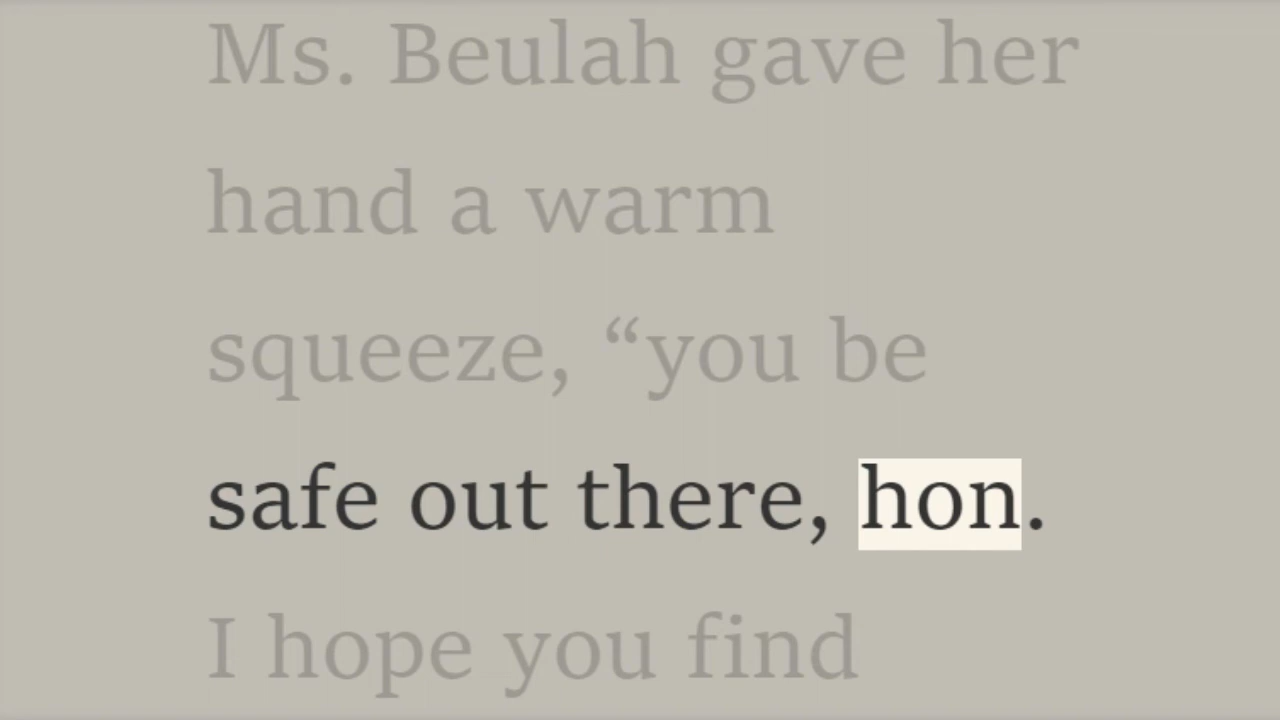 Ms. Beulah gave her
hand a warm
squeeze, “you be
safe out there, hon.
I hope you find